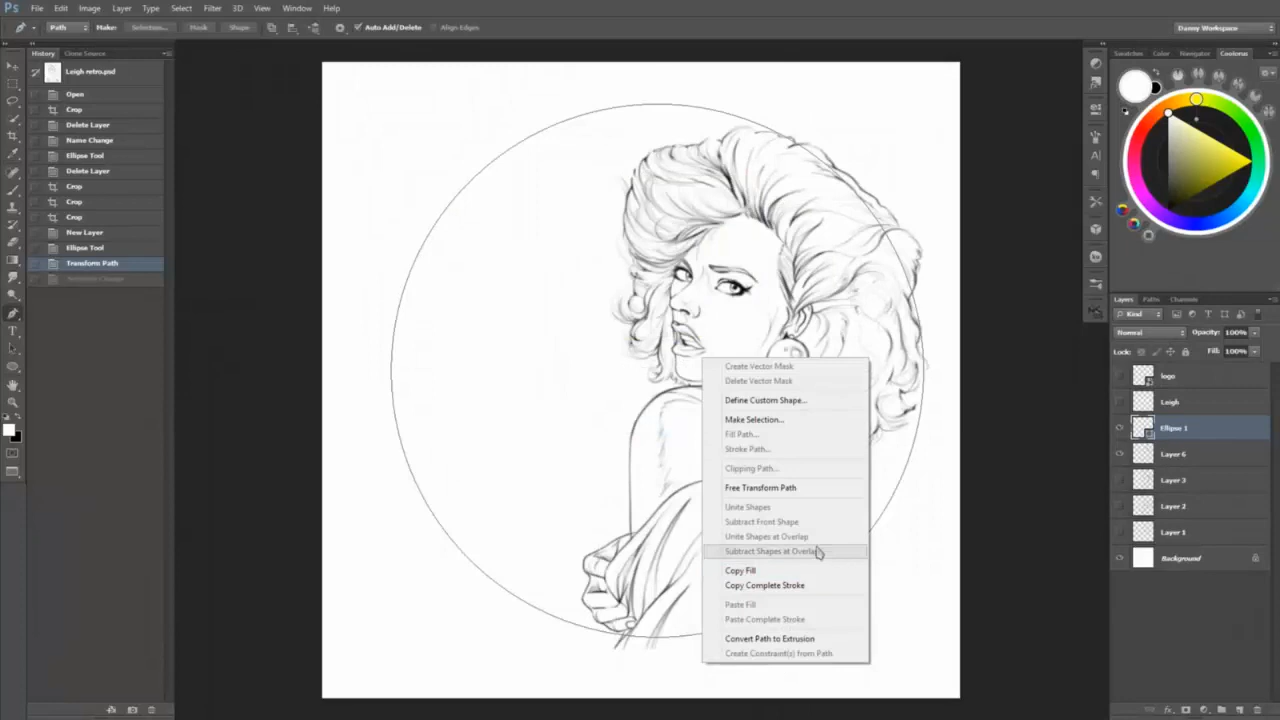 Ps File Edit Image Layer Type Select Filter 3D View Window Help
Path Make: Selection... Mask Shape Auto Add/Delete Align Edges Danny Workspace
History Clone Source
Leigh retro.psd
Open
Crop
Delete Layer
Name Change
Ellipse Tool
Delete Layer
Crop
Crop
Crop
New Layer
Ellipse Tool
Transform Path
Create Vector Mask
Delete Vector Mask
Define Custom Shape...
Make Selection...
Fill Path...
Stroke Path...
Clipping Path...
Free Transform Path
Unite Shapes
Subtract Front Shape
Unite Shapes at Overlap
Subtract Shapes at Overlap
Copy Fill
Copy Complete Stroke
Paste Fill
Paste Complete Stroke
Convert Path to Extrusion
Create Constraint(s) from Path
Swatches Color Navigator Coolorus
Layers Paths Channels
Kind
Normal Opacity: 100%
Lock: Fill: 100%
logo
Leigh
Ellipse 1
Layer 6
Layer 3
Layer 2
Layer 1
Background